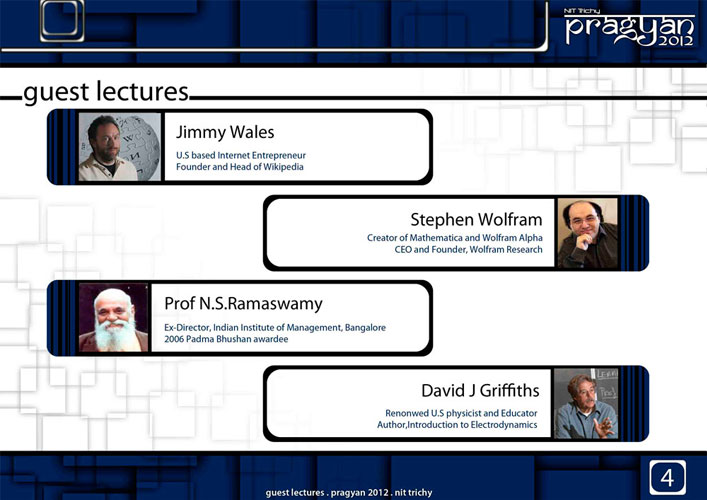 NIT Trichy
pragyan
2012
guest lectures
Jimmy Wales
U.S based Internet Entrepreneur
Founder and Head of Wikipedia
Stephen Wolfram
Creator of Mathematica and Wolfram Alpha
CEO and Founder, Wolfram Research
Prof N.S.Ramaswamy
Ex-Director, Indian Institute of Management, Bangalore
2006 Padma Bhushan awardee
David J Griffiths
Renonwed U.S physicist and Educator
Author,Introduction to Electrodynamics
4
guest lectures . pragyan 2012 . nit trichy